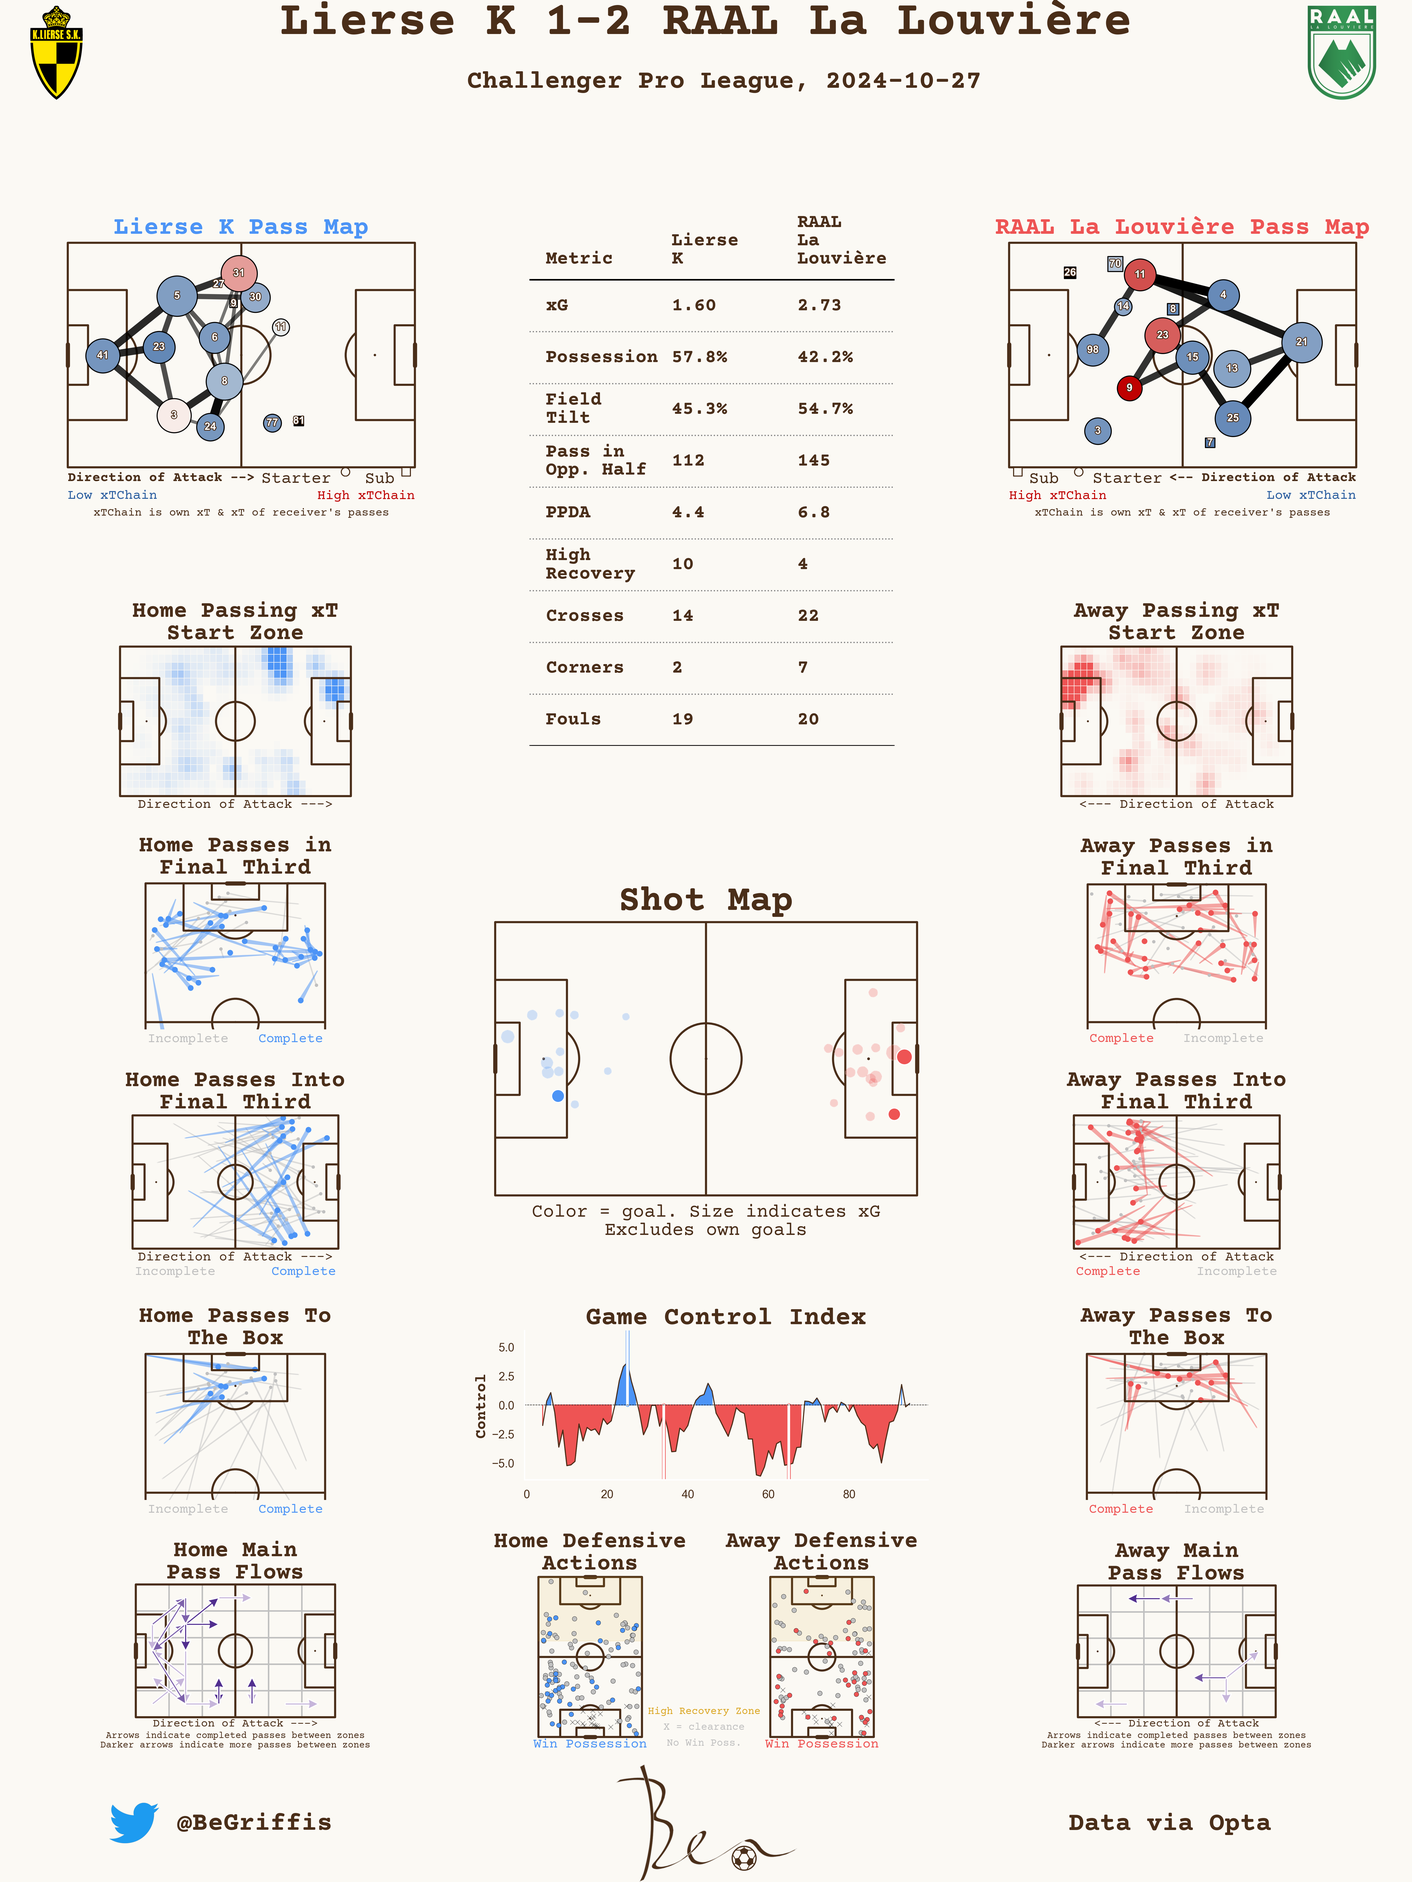 Lierse K 1-2 RAAL La Louvière
Challenger Pro League, 2024-10-27
K.LIERSE S.K.
RAAL
LA LOUVIÈRE
Lierse K Pass Map
31
27
5
30
9
11
6
23
41
8
3
24
77
81
Direction of Attack --> Starter Sub
Low xTChain High xTChain
xTChain is own xT & xT of receiver's passes
Metric Lierse K RAAL La Louvière
xG 1.60 2.73
Possession 57.8% 42.2%
Field Tilt 45.3% 54.7%
Pass in Opp. Half 112 145
PPDA 4.4 6.8
High Recovery 10 4
Crosses 14 22
Corners 2 7
Fouls 19 20
RAAL La Louvière Pass Map
26
70
11
4
14
8
23
98
15
21
13
9
25
3
7
Sub Starter <-- Direction of Attack
High xTChain Low xTChain
xTChain is own xT & xT of receiver's passes
Home Passing xT
Start Zone
Direction of Attack --->
Away Passing xT
Start Zone
<--- Direction of Attack
Home Passes in
Final Third
Incomplete Complete
Away Passes in
Final Third
Complete Incomplete
Shot Map
Color = goal. Size indicates xG
Excludes own goals
Home Passes Into
Final Third
Direction of Attack --->
Incomplete Complete
Away Passes Into
Final Third
<--- Direction of Attack
Complete Incomplete
Home Passes To
The Box
Incomplete Complete
Game Control Index
Control
5.0
2.5
0.0
−2.5
−5.0
0 20 40 60 80
Away Passes To
The Box
Complete Incomplete
Home Main
Pass Flows
Direction of Attack --->
Arrows indicate completed passes between zones
Darker arrows indicate more passes between zones
Home Defensive
Actions
Win Possession
High Recovery Zone
X = clearance
No Win Poss.
Away Defensive
Actions
Win Possession
Away Main
Pass Flows
<--- Direction of Attack
Arrows indicate completed passes between zones
Darker arrows indicate more passes between zones
@BeGriffis
Ben
Data via Opta